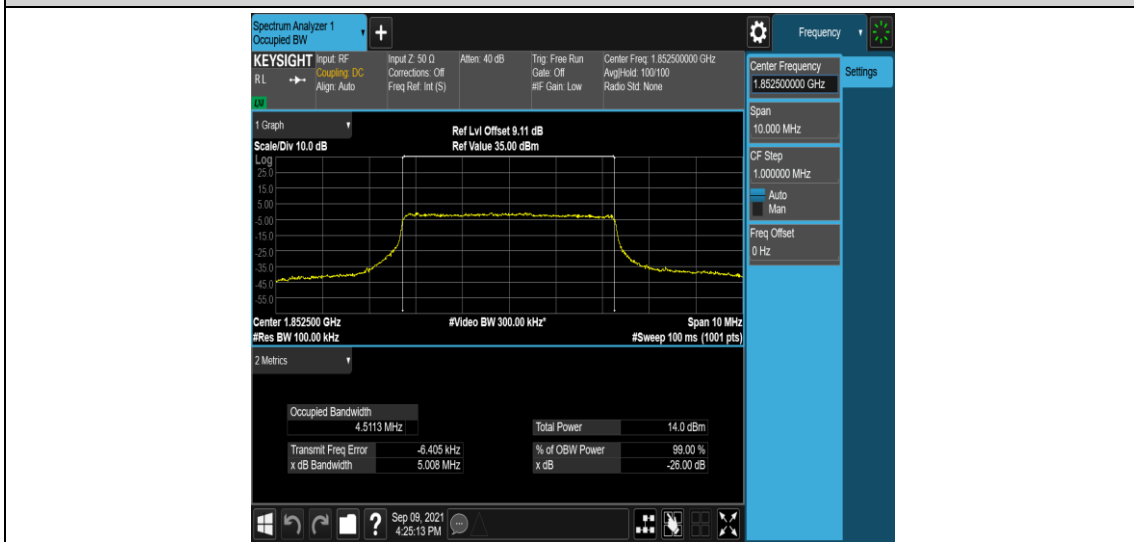 Spectrum Analyzer 1
Occupied BW
+
Frequency
KEYSIGHT
RL
Input: RF
Coupling: DC
Align: Auto
Input Z: 50 Ω
Corrections: Off
Freq Ref: Int (S)
Atten: 40 dB
Trig: Free Run
Gate: Off
#IF Gain: Low
Center Freq: 1.852500000 GHz
Avg|Hold: 100/100
Radio Std: None
Center Frequency
1.852500000 GHz
Settings
Span
10.000 MHz
CF Step
1.000000 MHz
Auto
Man
Freq Offset
0 Hz
1 Graph
Ref Lvl Offset 9.11 dB
Scale/Div 10.0 dB
Ref Value 35.00 dBm
Log
25.0
15.0
5.00
-5.00
-15.0
-25.0
-35.0
-45.0
-55.0
Center 1.852500 GHz
#Video BW 300.00 kHz*
Span 10 MHz
#Res BW 100.00 kHz
#Sweep 100 ms (1001 pts)
2 Metrics
Occupied Bandwidth
4.5113 MHz
Total Power 14.0 dBm
Transmit Freq Error -6.405 kHz
% of OBW Power 99.00 %
x dB Bandwidth 5.008 MHz
x dB -26.00 dB
?
Sep 09, 2021
4:25:13 PM